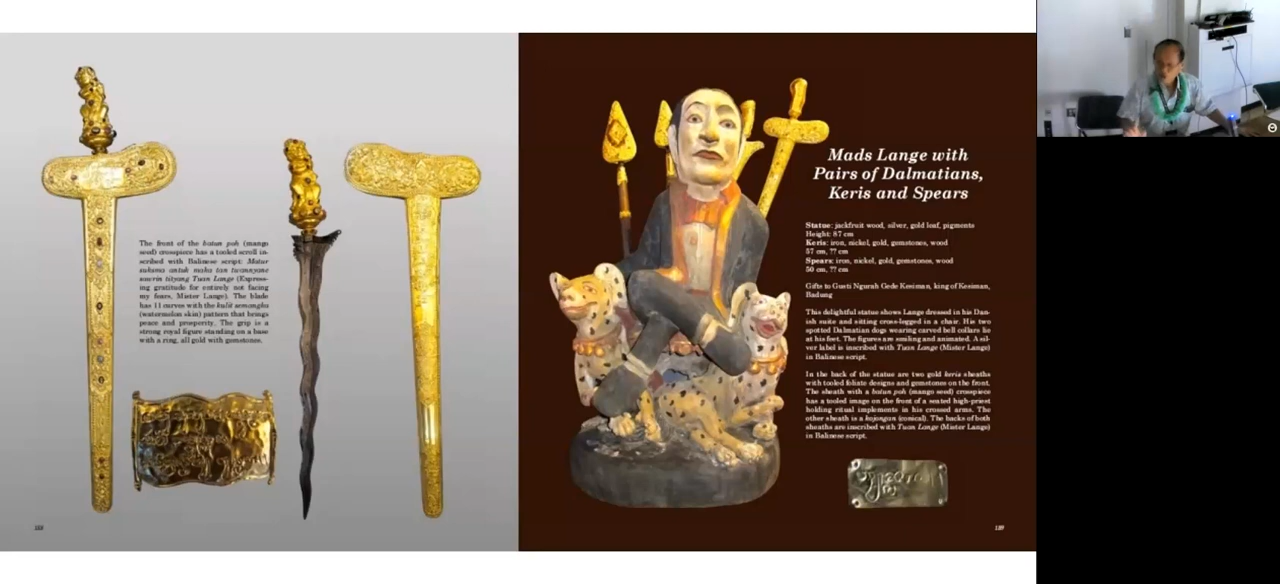 The front of the batun poh (mango
seed) crosspiece has a tooled scroll in-
scribed with Balinese script: Matur
suksma antuk maha tan twannyane
sowrin tityang Tuan Lange (Express-
ing gratitude for entirely not facing
my fears, Mister Lange). The blade
has 11 curves with the kulit semangka
(watermelon skin) pattern that brings
peace and prosperity. The grip is a
strong royal figure standing on a base
with a ring, all gold with gemstones.
Mads Lange with
Pairs of Dalmatians,
Keris and Spears
Statue: jackfruit wood, silver, gold leaf, pigments
Height: 87 cm
Keris: iron, nickel, gold, gemstones, wood
57 cm, ?? cm
Spears: iron, nickel, gold, gemstones, wood
50 cm, ?? cm
Gifts to Gusti Ngurah Gede Kesiman, king of Kesiman,
Badung
This delightful statue shows Lange dressed in his Dan-
ish suite and sitting cross-legged in a chair. His two
spotted Dalmatian dogs wearing carved bell collars lie
at his feet. The figures are smiling and animated. A sil-
ver label is inscribed with Tuan Lange (Mister Lange)
in Balinese script.
In the back of the statue are two gold keris sheaths
with tooled foliate designs and gemstones on the front.
The sheath with a batun poh (mango seed) crosspiece
has a tooled image on the front of a seated high-priest
holding ritual implements in his crossed arms. The
other sheath is a kojongan (conical). The backs of both
sheaths are inscribed with Tuan Lange (Mister Lange)
in Balinese script.
189